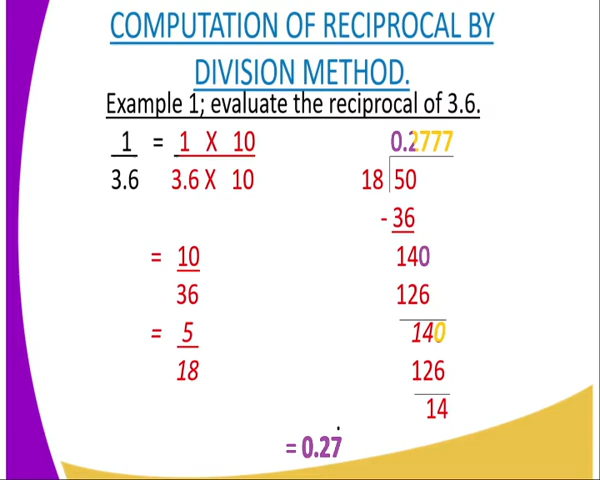 COMPUTATION OF RECIPROCAL BY
DIVISION METHOD.
Example 1; evaluate the reciprocal of 3.6.
1 = 1 X 10
3.6 3.6 X 10
= 10
36
= 5
18
0.2777
18 50
- 36
140
126
140
126
14
= 0.27̇